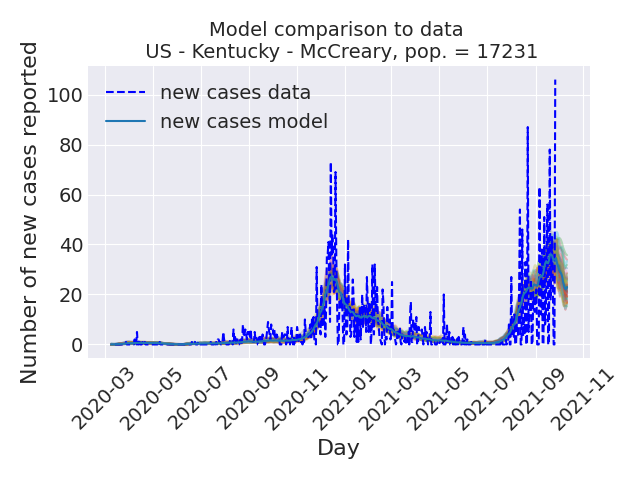 Model comparison to data
US - Kentucky - McCreary, pop. = 17231
Number of new cases reported
100
80
60
40
20
0
new cases data
new cases model
2020-03
2020-05
2020-07
2020-09
2020-11
2021-01
2021-03
2021-05
2021-07
2021-09
2021-11
Day